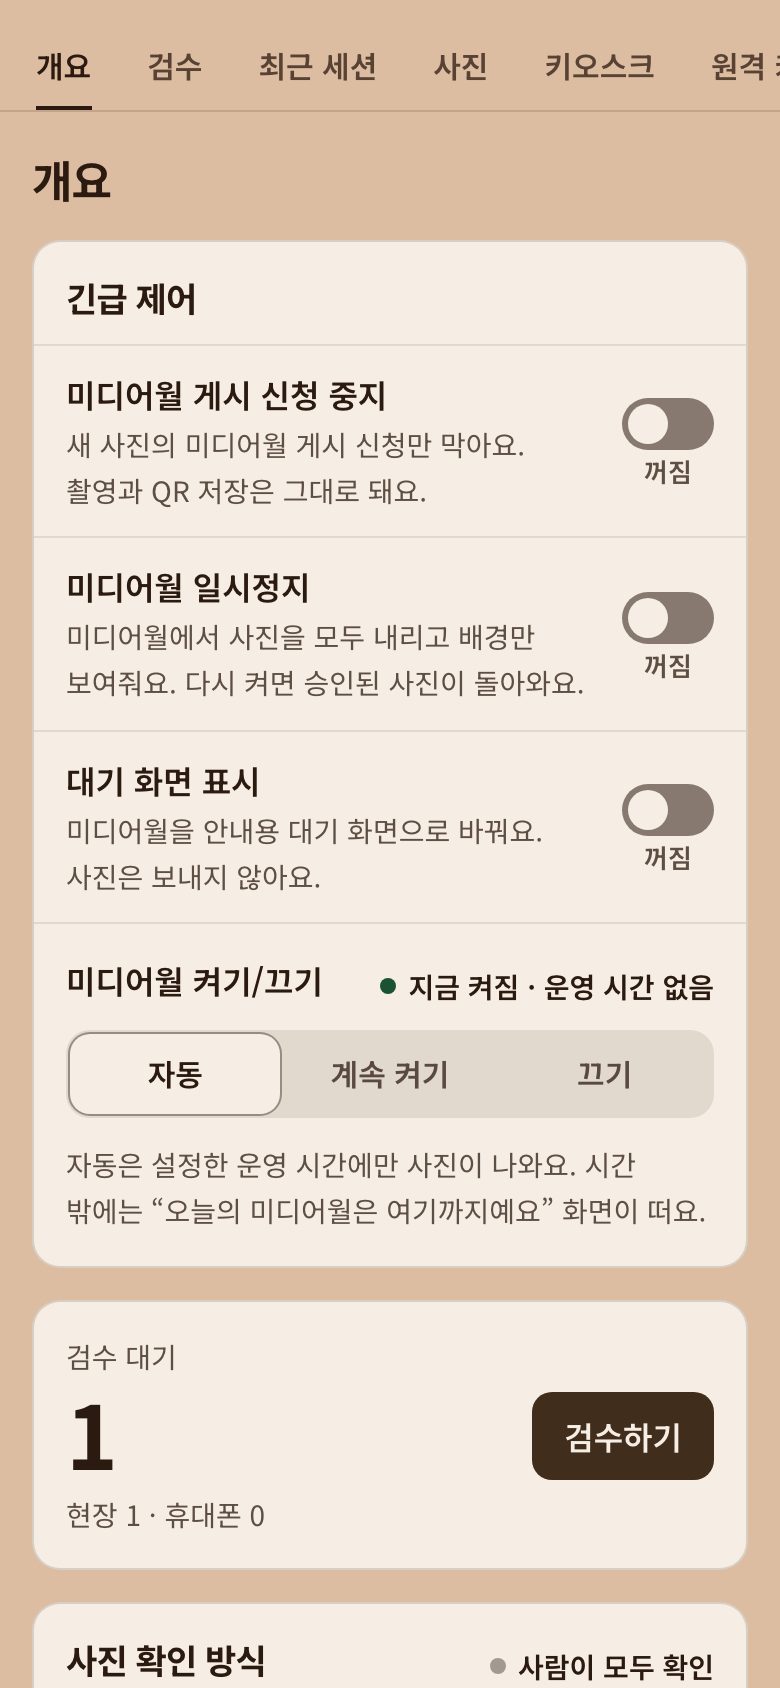 개요 검수 최근 세션 사진 키오스크 원격
개요
긴급 제어
미디어월 게시 신청 중지
새 사진의 미디어월 게시 신청만 막아요.
촬영과 QR 저장은 그대로 돼요.
꺼짐
미디어월 일시정지
미디어월에서 사진을 모두 내리고 배경만
보여줘요. 다시 켜면 승인된 사진이 돌아와요.
꺼짐
대기 화면 표시
미디어월을 안내용 대기 화면으로 바꿔요.
사진은 보내지 않아요.
꺼짐
미디어월 켜기/끄기
지금 켜짐 · 운영 시간 없음
자동 계속 켜기 끄기
자동은 설정한 운영 시간에만 사진이 나와요. 시간
밖에는 “오늘의 미디어월은 여기까지예요” 화면이 떠요.
검수 대기
1
현장 1 · 휴대폰 0
검수하기
사진 확인 방식
사람이 모두 확인